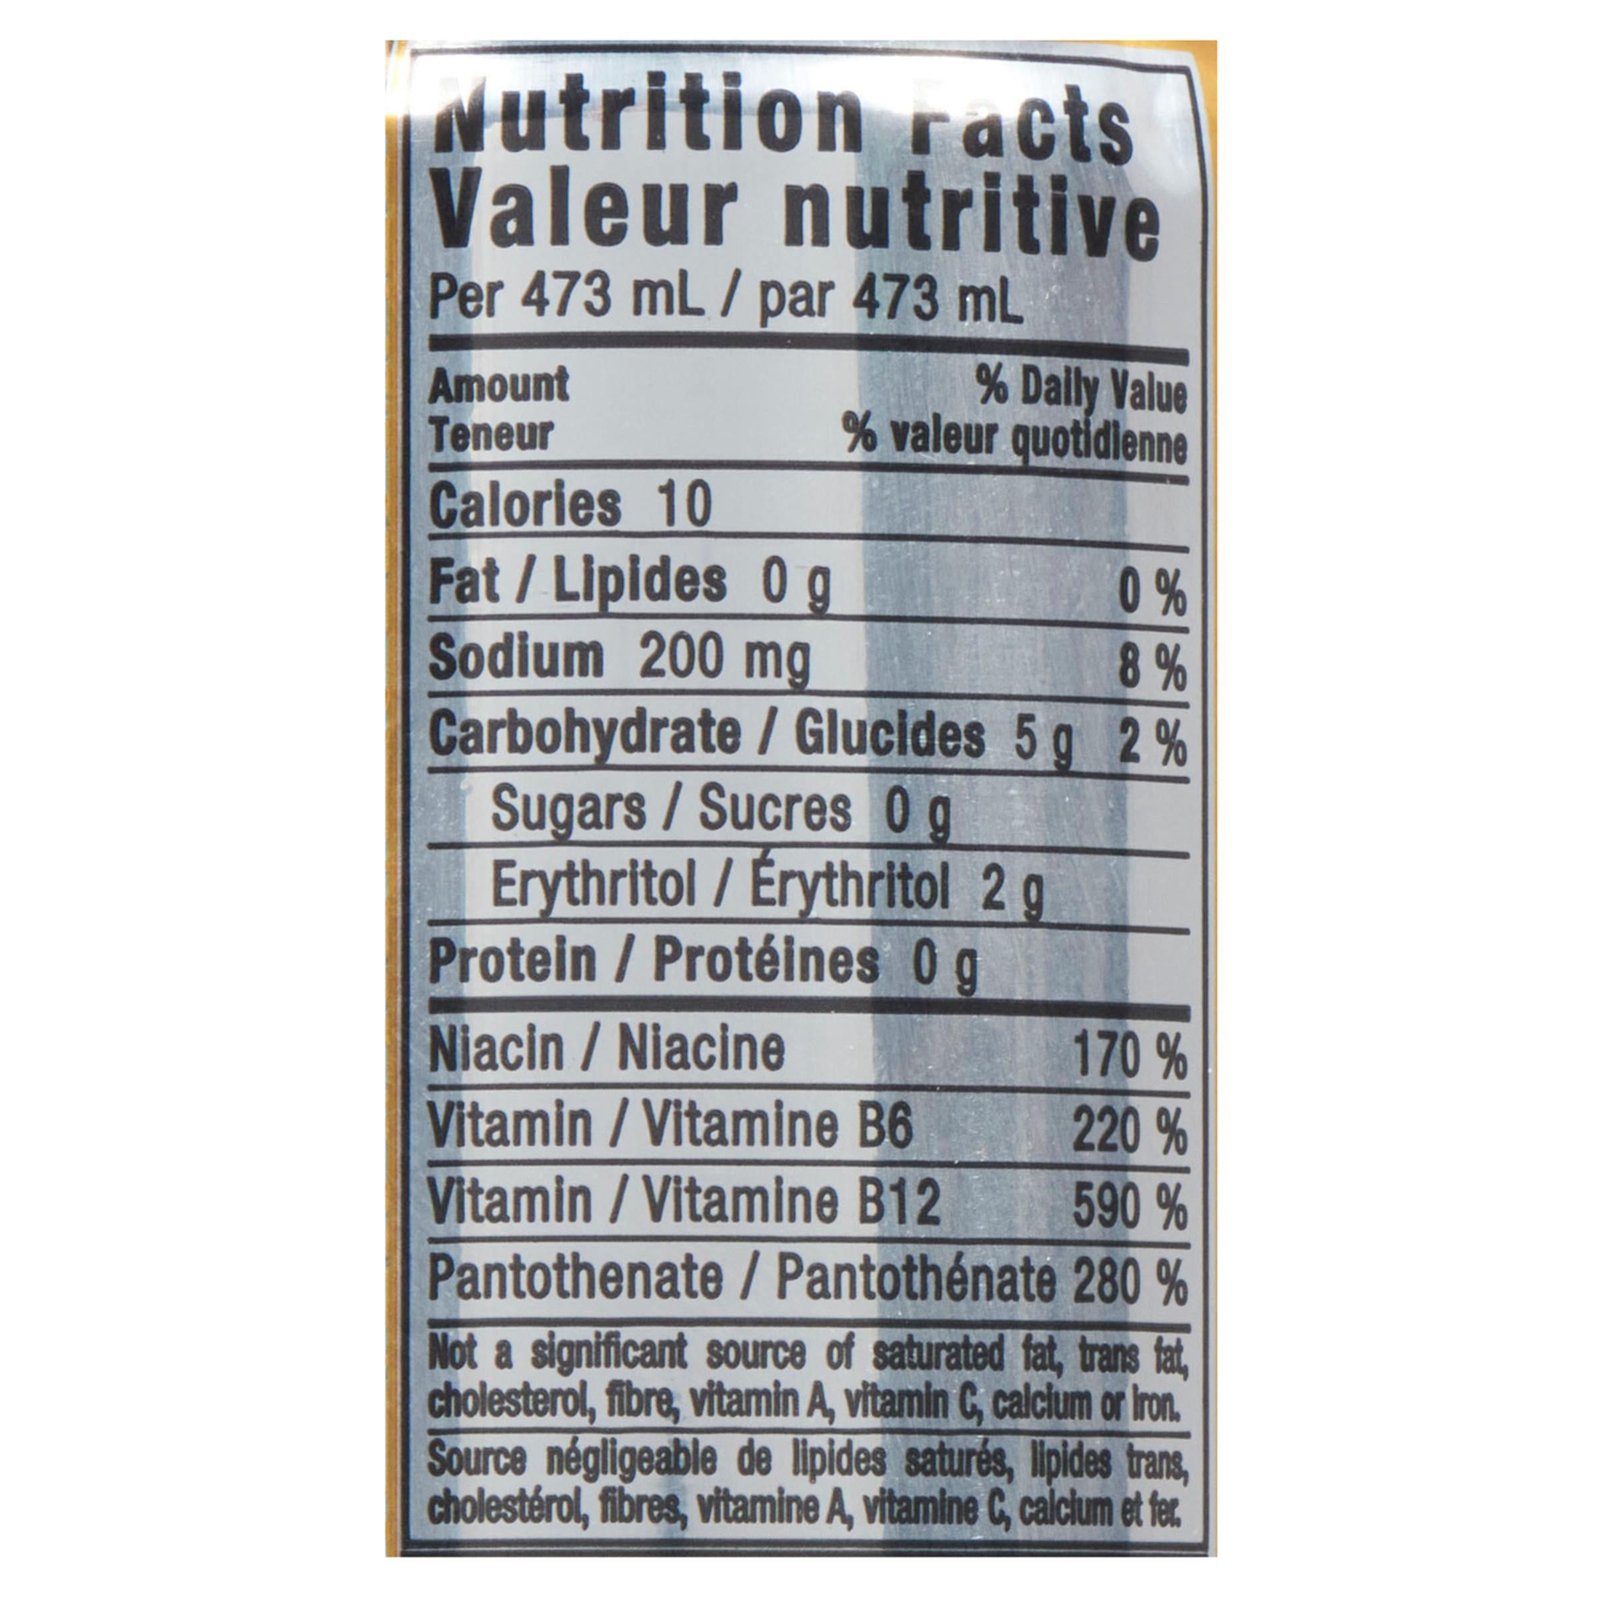 Nutrition Facts
Valeur nutritive
Per 473 mL / par 473 mL
Amount % Daily Value
Teneur % valeur quotidienne
Calories 10
Fat / Lipides 0 g 0 %
Sodium 200 mg 8 %
Carbohydrate / Glucides 5 g 2 %
Sugars / Sucres 0 g
Erythritol / Érythritol 2 g
Protein / Protéines 0 g
Niacin / Niacine 170 %
Vitamin / Vitamine B6 220 %
Vitamin / Vitamine B12 590 %
Pantothenate / Pantothénate 280 %
Not a significant source of saturated fat, trans fat,
cholesterol, fibre, vitamin A, vitamin C, calcium or iron.
Source négligeable de lipides saturés, lipides trans,
cholestérol, fibres, vitamine A, vitamine C, calcium et fer.